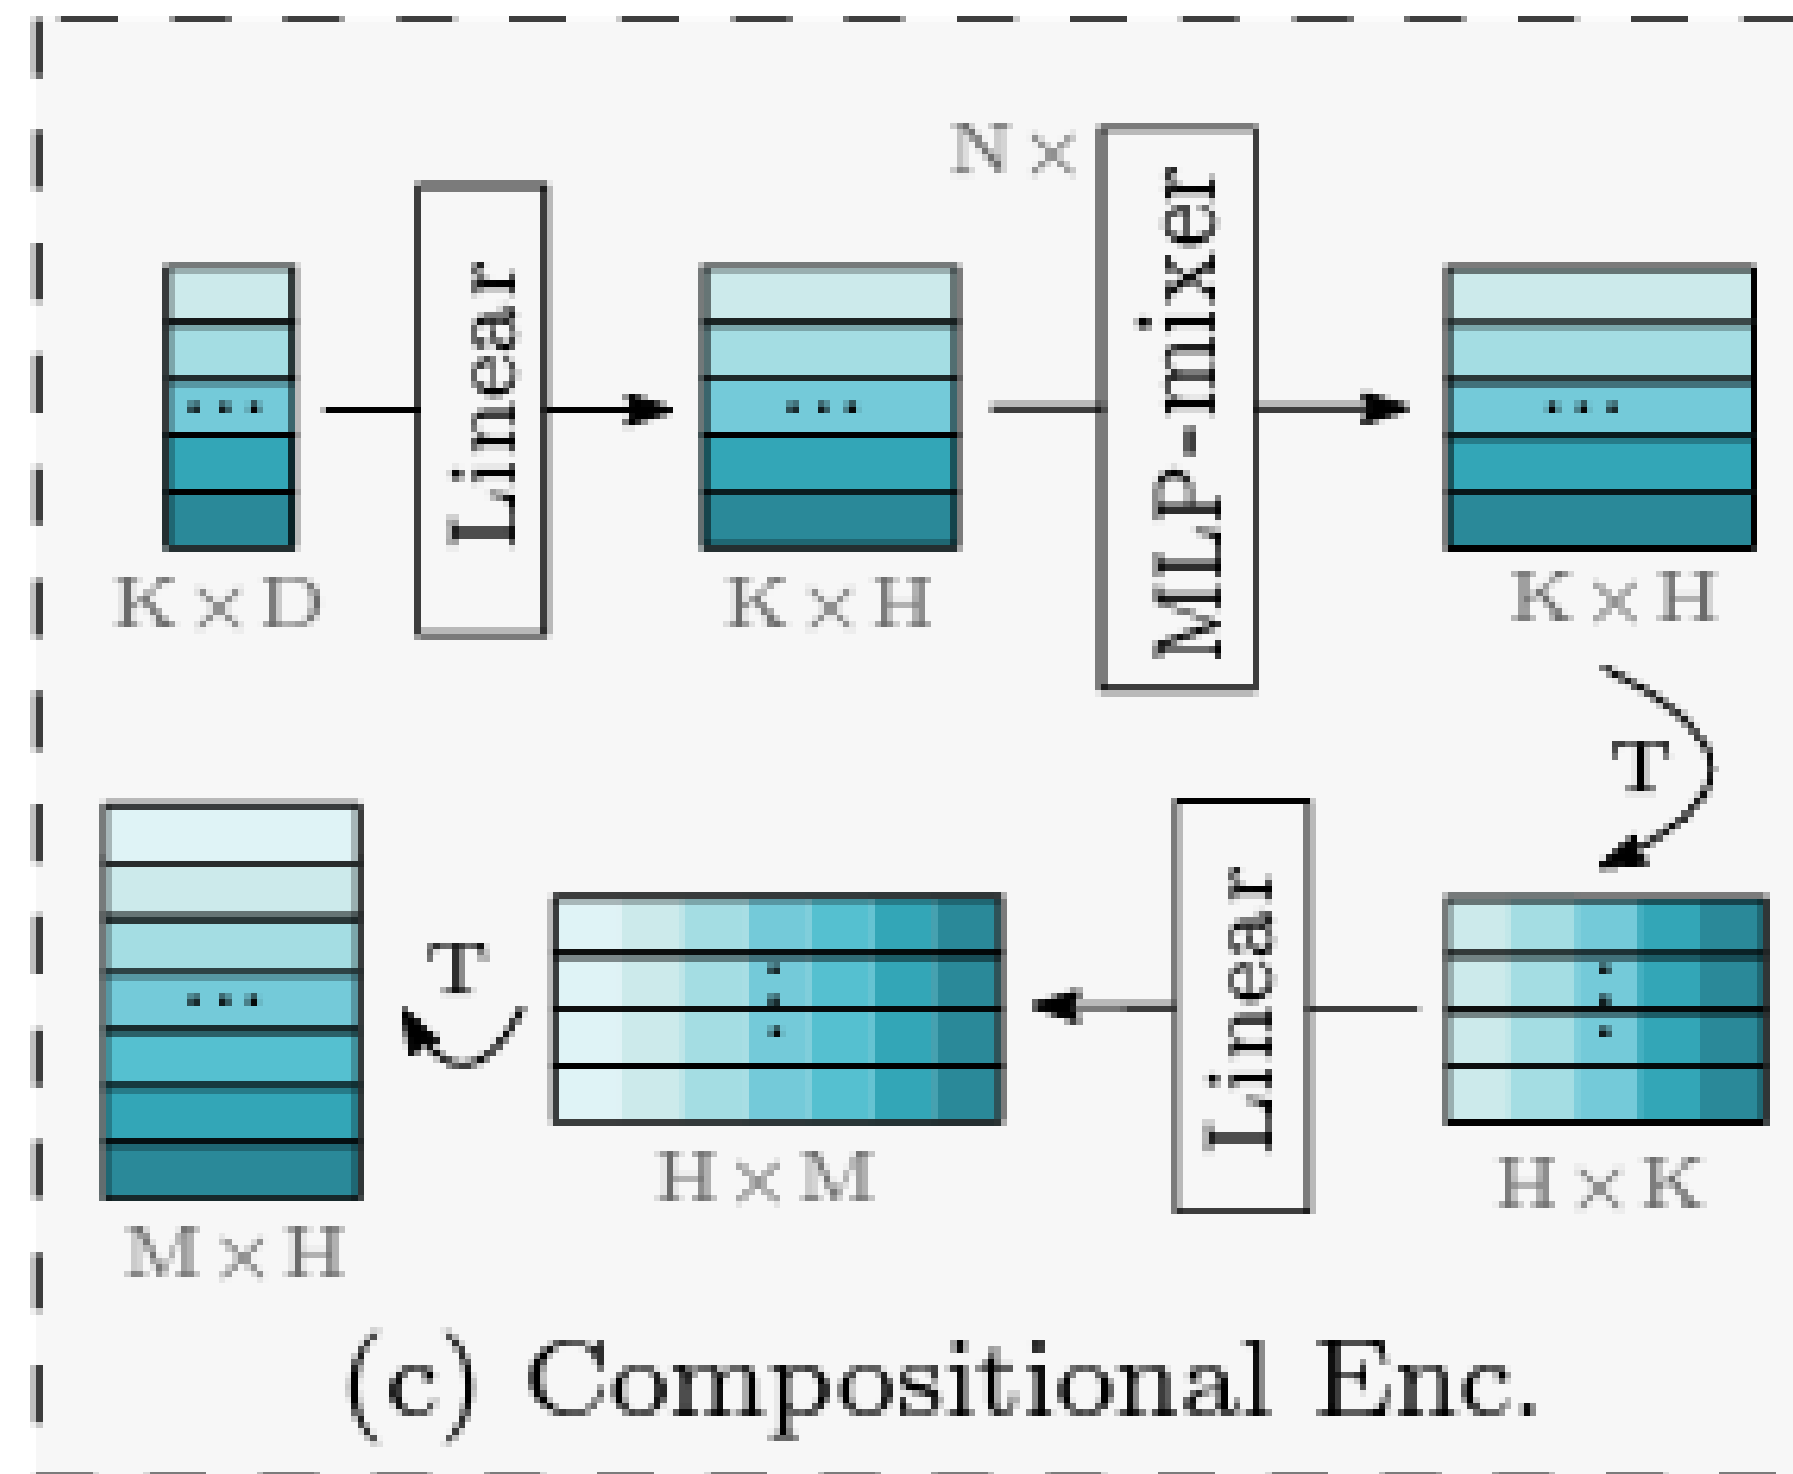 N ×
Linear
MLP-mixer
...
...
...
K × D
K × H
K × H
T
T
...
Linear
M × H
H × M
H × K
(c) Compositional Enc.